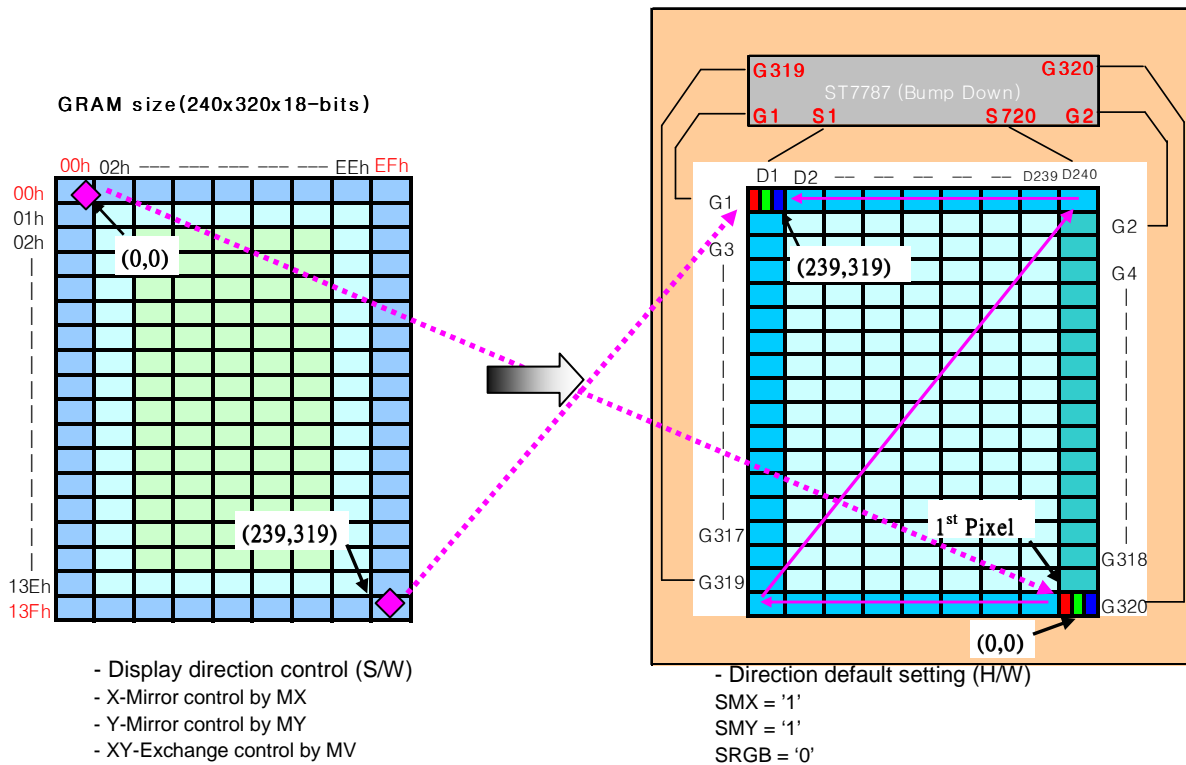 GRAM size(240x320x18-bits)
00h 02h --- --- --- --- --- EEh EFh
00h
01h
02h
13Eh
13Fh
(0,0)
(239,319)
- Display direction control (S/W)
- X-Mirror control by MX
- Y-Mirror control by MY
- XY-Exchange control by MV
G319 G320
ST7787 (Bump Down)
G1 S1 S720 G2
D1 D2 -- -- -- -- -- D239 D240
G1
G3
G317
G319
G2
G4
G318
G320
(239,319)
1st Pixel
(0,0)
- Direction default setting (H/W)
SMX = ‘1’
SMY = ‘1’
SRGB = ‘0’